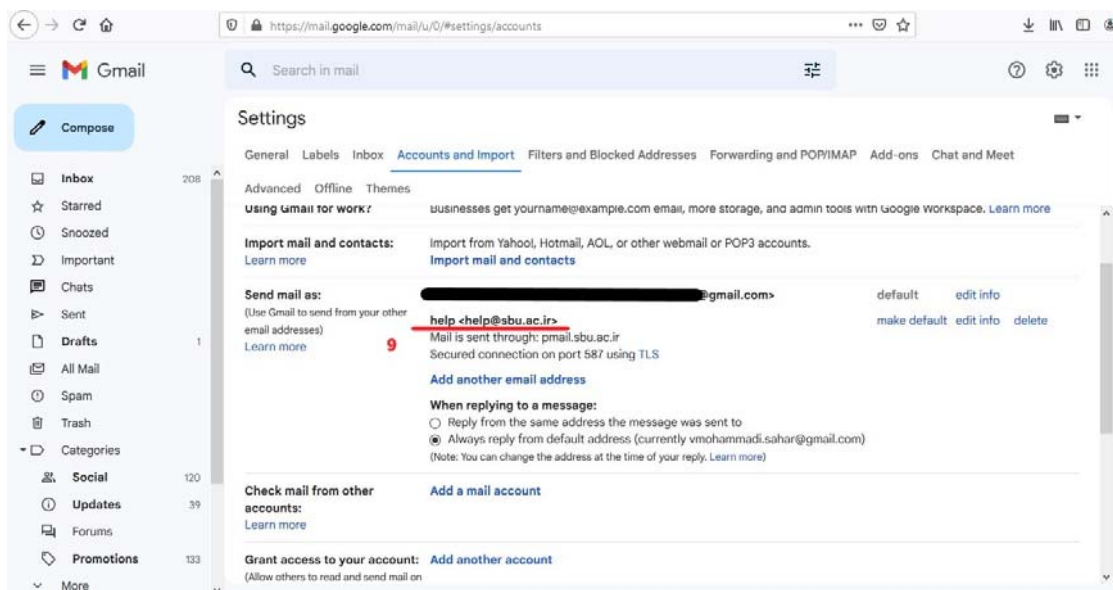 https://mail.google.com/mail/u/0/#settings/accounts
Gmail
Search in mail
Compose
Inbox 208
Starred
Snoozed
Important
Chats
Sent
Drafts 1
All Mail
Spam
Trash
Categories
Social 120
Updates 39
Forums
Promotions 133
More
Settings
General Labels Inbox Accounts and Import Filters and Blocked Addresses Forwarding and POP/IMAP Add-ons Chat and Meet
Advanced Offline Themes
Using Gmail for work? Businesses get yourname@example.com email, more storage, and admin tools with Google Workspace. Learn more
Import mail and contacts: Import from Yahoo!, Hotmail, AOL, or other webmail or POP3 accounts.
Learn more Import mail and contacts
Send mail as: @gmail.com> default edit info
(Use Gmail to send from your other
email addresses)
Learn more
9
help <help@sbu.ac.ir> make default edit info delete
Mail is sent through: pmail.sbu.ac.ir
Secured connection on port 587 using TLS
Add another email address
When replying to a message:
Reply from the same address the message was sent to
Always reply from default address (currently vmohammadi.sahar@gmail.com)
(Note: You can change the address at the time of your reply. Learn more)
Check mail from other Add a mail account
accounts:
Learn more
Grant access to your account: Add another account
(Allow others to read and send mail on